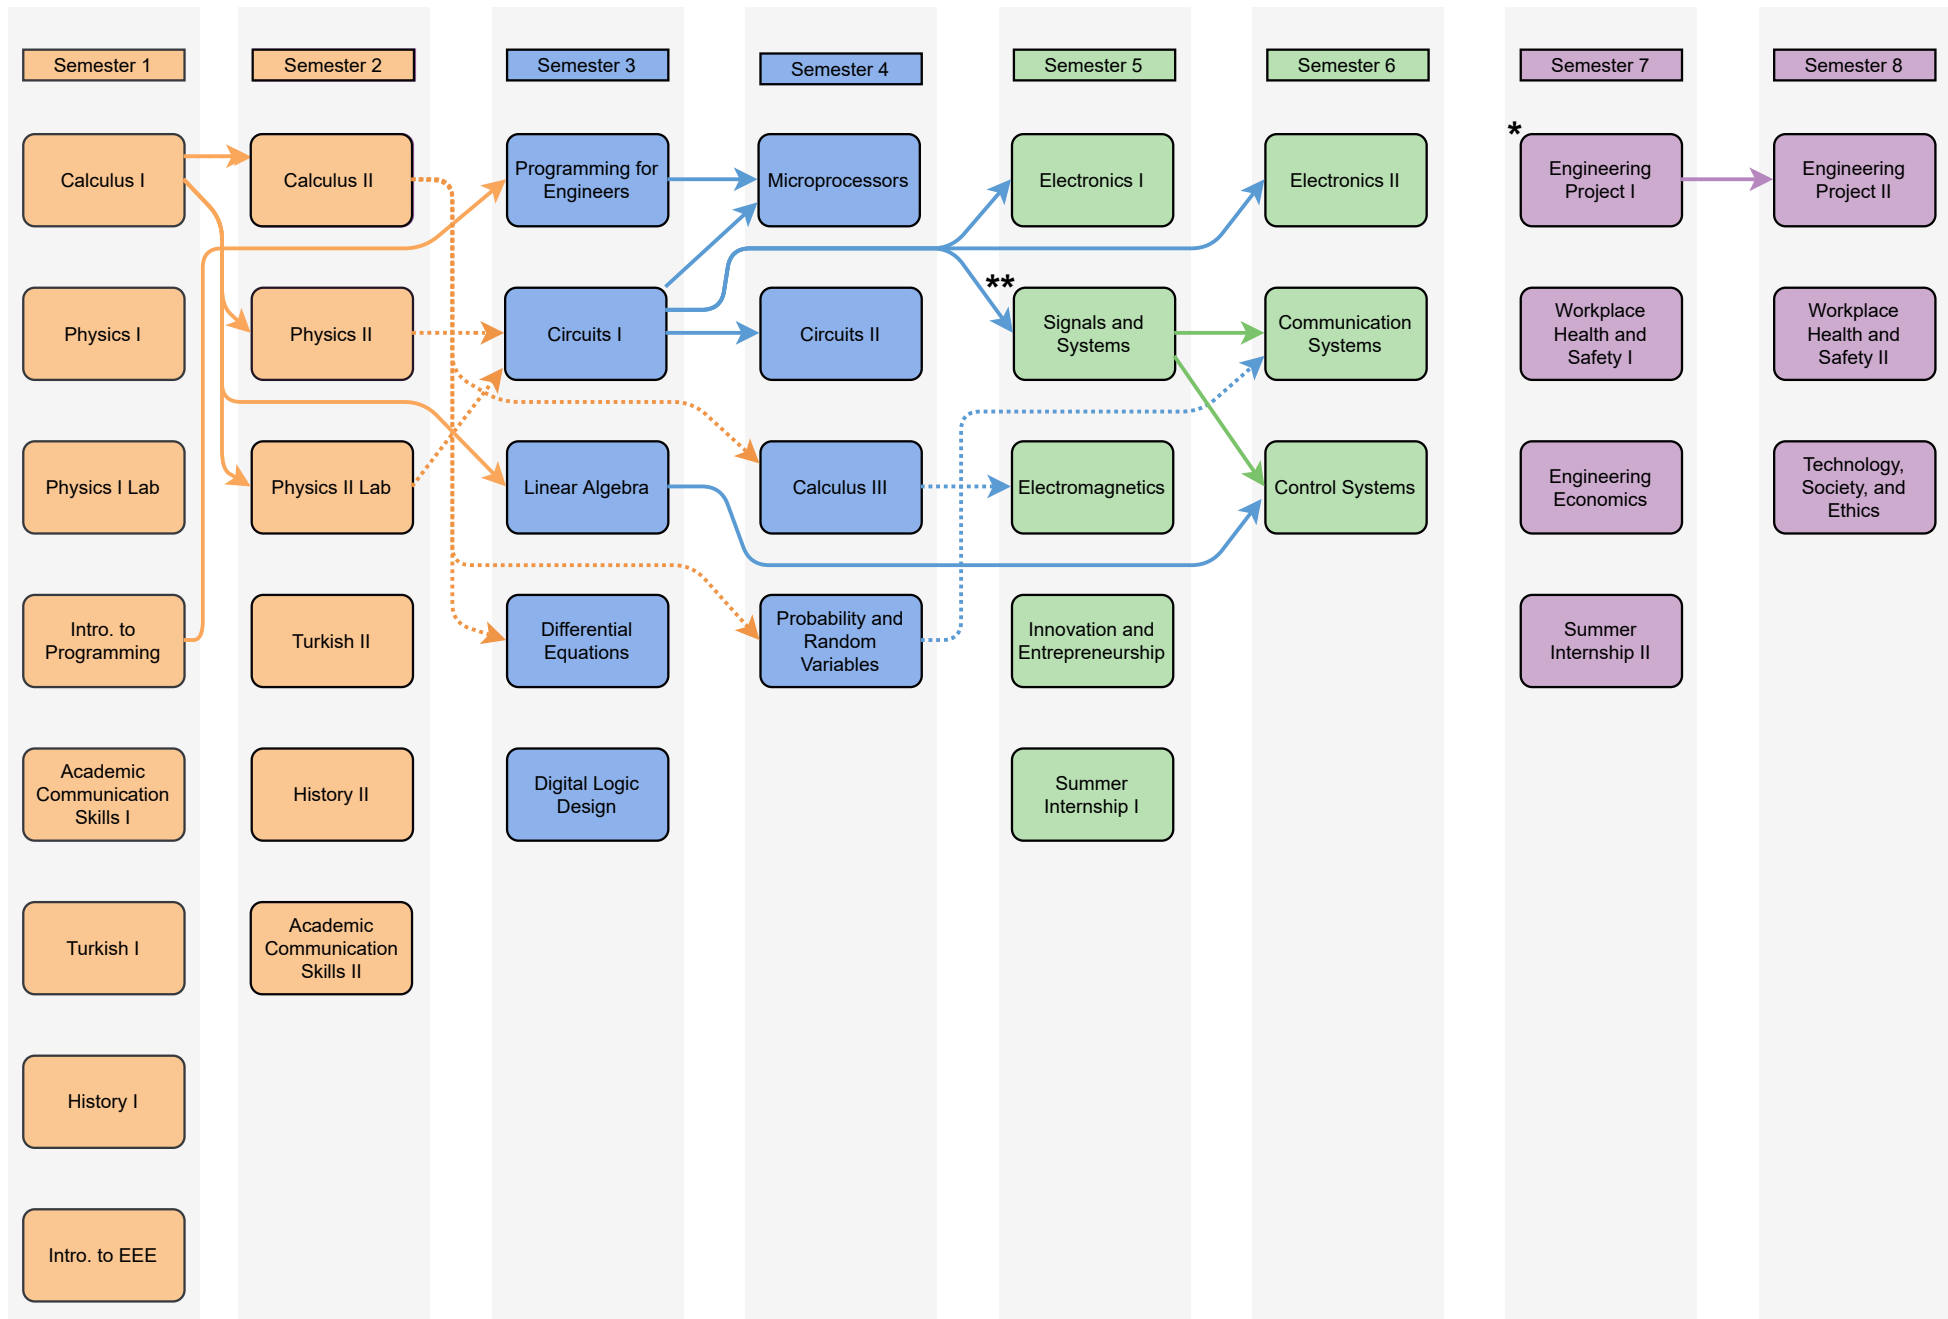 Semester 1
Semester 2
Semester 3
Semester 4
Semester 5
Semester 6
Semester 7
Semester 8
Calculus I
Calculus II
Programming for
Engineers
Microprocessors
Electronics I
Electronics II
*
Engineering
Project I
Engineering
Project II
Physics I
Physics II
Circuits I
Circuits II
**
Signals and
Systems
Communication
Systems
Workplace
Health and
Safety I
Workplace
Health and
Safety II
Physics I Lab
Physics II Lab
Linear Algebra
Calculus III
Electromagnetics
Control Systems
Engineering
Economics
Technology,
Society, and
Ethics
Intro. to
Programming
Turkish II
Differential
Equations
Probability and
Random
Variables
Innovation and
Entrepreneurship
Summer
Internship II
Academic
Communication
Skills I
History II
Digital Logic
Design
Summer
Internship I
Turkish I
Academic
Communication
Skills II
History I
Intro. to EEE